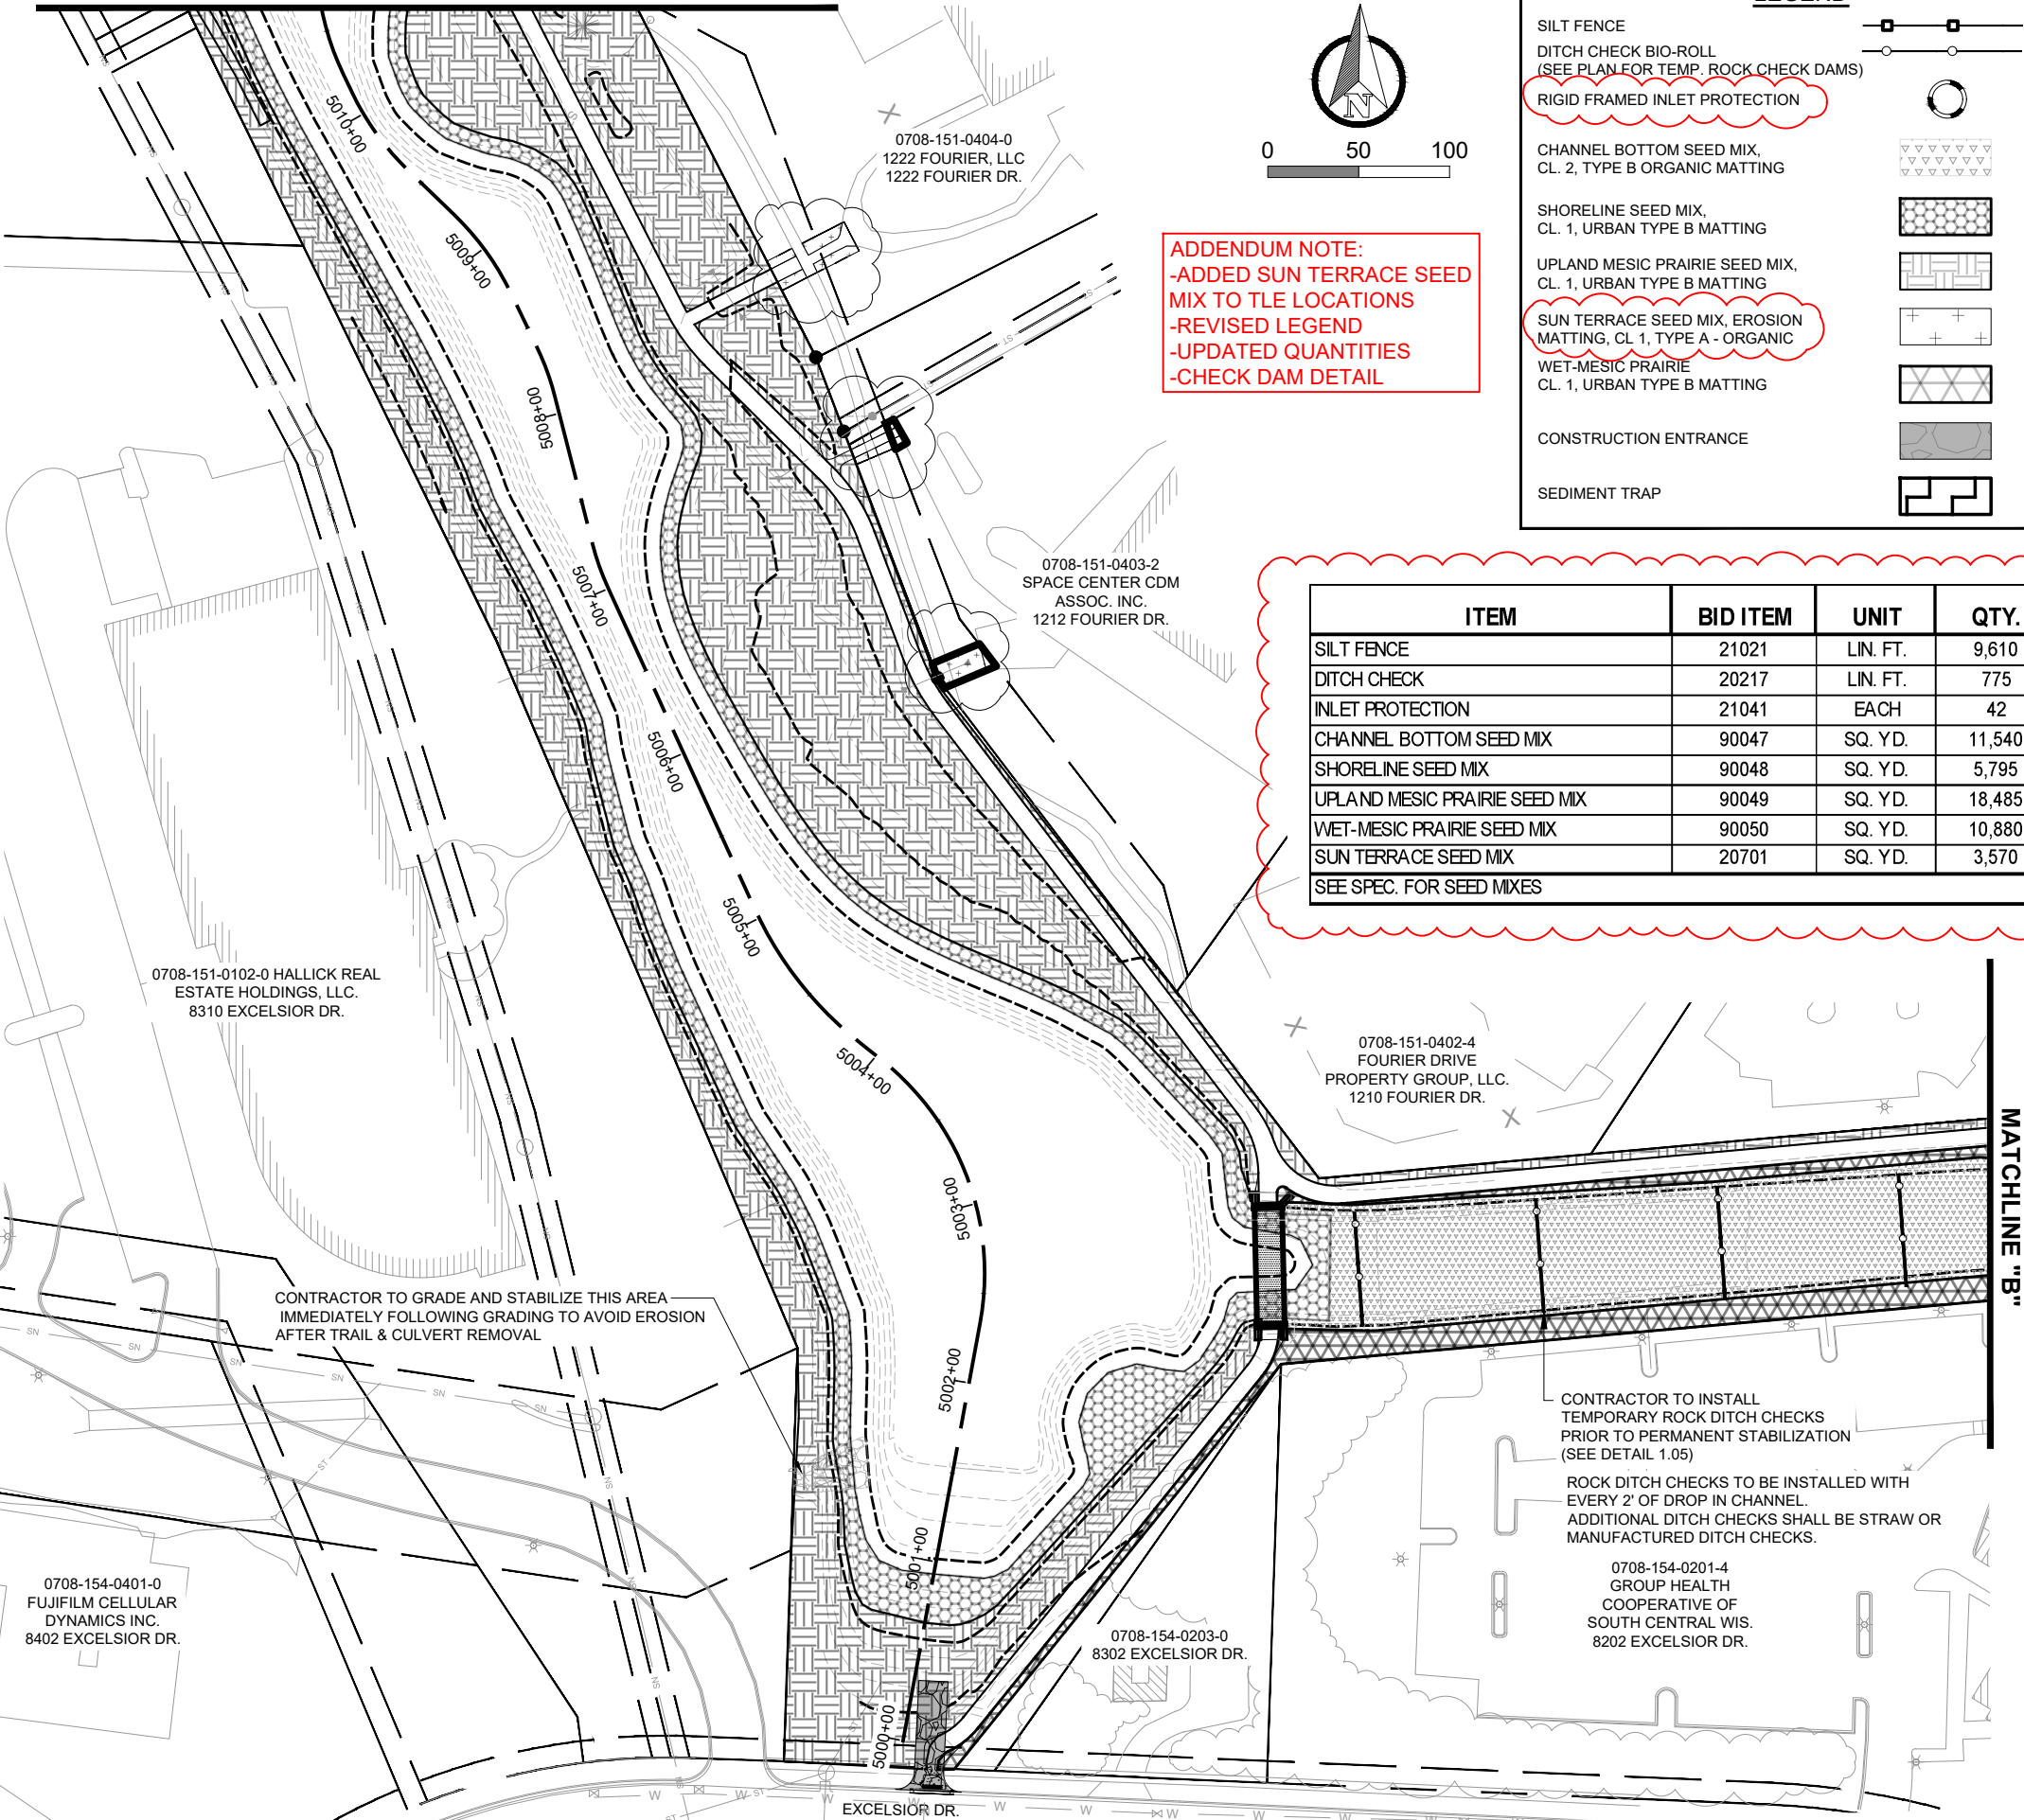 LEGEND
SILT FENCE
DITCH CHECK BIO-ROLL
(SEE PLAN FOR TEMP. ROCK CHECK DAMS)
RIGID FRAMED INLET PROTECTION
CHANNEL BOTTOM SEED MIX,
CL. 2, TYPE B ORGANIC MATTING
SHORELINE SEED MIX,
CL. 1, URBAN TYPE B MATTING
UPLAND MESIC PRAIRIE SEED MIX,
CL. 1, URBAN TYPE B MATTING
SUN TERRACE SEED MIX, EROSION
MATTING, CL 1, TYPE A - ORGANIC
WET-MESIC PRAIRIE
CL. 1, URBAN TYPE B MATTING
CONSTRUCTION ENTRANCE
SEDIMENT TRAP
N
0 50 100
ADDENDUM NOTE:
-ADDED SUN TERRACE SEED
MIX TO TLE LOCATIONS
-REVISED LEGEND
-UPDATED QUANTITIES
-CHECK DAM DETAIL
ITEM BID ITEM UNIT QTY.
SILT FENCE 21021 LIN. FT. 9,610
DITCH CHECK 20217 LIN. FT. 775
INLET PROTECTION 21041 EACH 42
CHANNEL BOTTOM SEED MIX 90047 SQ. YD. 11,540
SHORELINE SEED MIX 90048 SQ. YD. 5,795
UPLAND MESIC PRAIRIE SEED MIX 90049 SQ. YD. 18,485
WET-MESIC PRAIRIE SEED MIX 90050 SQ. YD. 10,880
SUN TERRACE SEED MIX 20701 SQ. YD. 3,570
SEE SPEC. FOR SEED MIXES
0708-151-0404-0
1222 FOURIER, LLC
1222 FOURIER DR.
0708-151-0403-2
SPACE CENTER CDM
ASSOC. INC.
1212 FOURIER DR.
0708-151-0402-4
FOURIER DRIVE
PROPERTY GROUP, LLC.
1210 FOURIER DR.
0708-151-0102-0 HALLICK REAL
ESTATE HOLDINGS, LLC.
8310 EXCELSIOR DR.
5010+00
5009+00
5008+00
5007+00
5006+00
5005+00
5004+00
5003+00
5002+00
5001+00
5000+00
MATCHLINE "B"
CONTRACTOR TO GRADE AND STABILIZE THIS AREA
IMMEDIATELY FOLLOWING GRADING TO AVOID EROSION
AFTER TRAIL & CULVERT REMOVAL
CONTRACTOR TO INSTALL
TEMPORARY ROCK DITCH CHECKS
PRIOR TO PERMANENT STABILIZATION
(SEE DETAIL 1.05)
ROCK DITCH CHECKS TO BE INSTALLED WITH
EVERY 2' OF DROP IN CHANNEL.
ADDITIONAL DITCH CHECKS SHALL BE STRAW OR
MANUFACTURED DITCH CHECKS.
0708-154-0201-4
GROUP HEALTH
COOPERATIVE OF
SOUTH CENTRAL WIS.
8202 EXCELSIOR DR.
0708-154-0203-0
8302 EXCELSIOR DR.
0708-154-0401-0
FUJIFILM CELLULAR
DYNAMICS INC.
8402 EXCELSIOR DR.
EXCELSIOR DR.